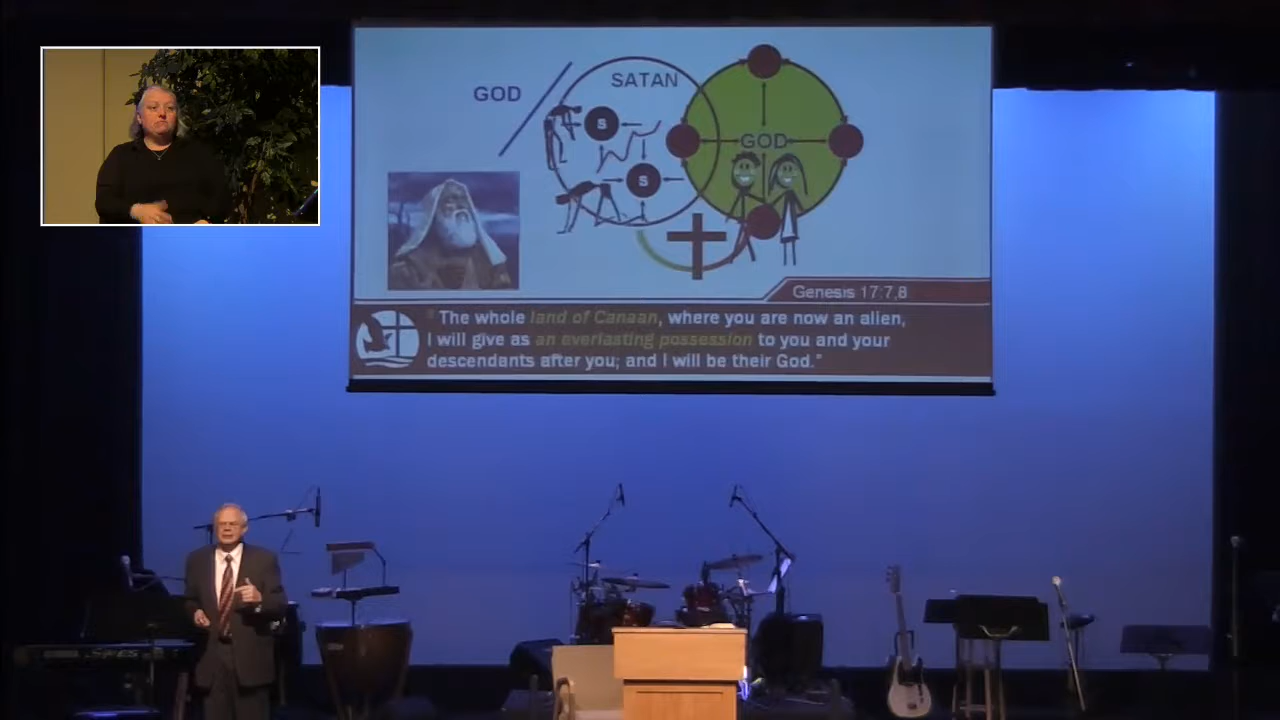 GOD
SATAN
S
GOD
S
Genesis 17:7,8
" The whole land of Canaan, where you are now an alien,
I will give as an everlasting possession to you and your
descendants after you; and I will be their God."